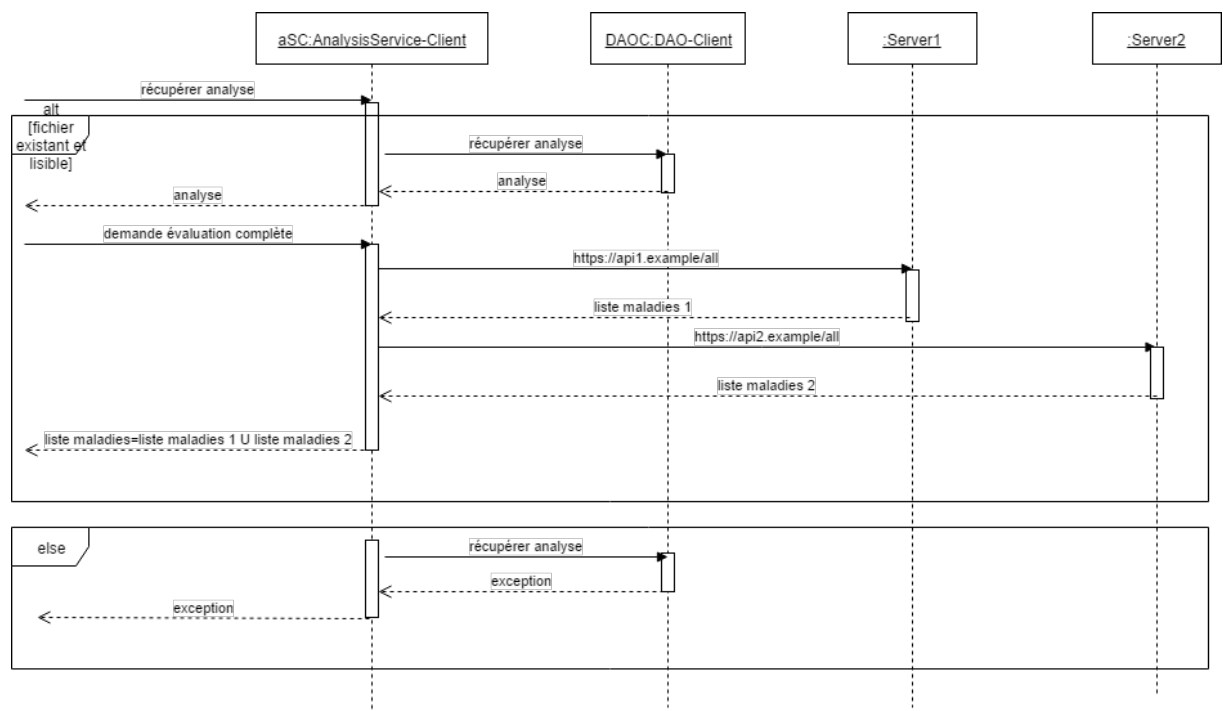 aSC:AnalysisService-Client
DAOC:DAO-Client
:Server1
:Server2
récupérer analyse
alt
[fichier
existant et
lisible]
récupérer analyse
analyse
analyse
demande évaluation complète
https://api1.example/all
liste maladies 1
https://api2.example/all
liste maladies 2
liste maladies=liste maladies 1 U liste maladies 2
else
récupérer analyse
exception
exception